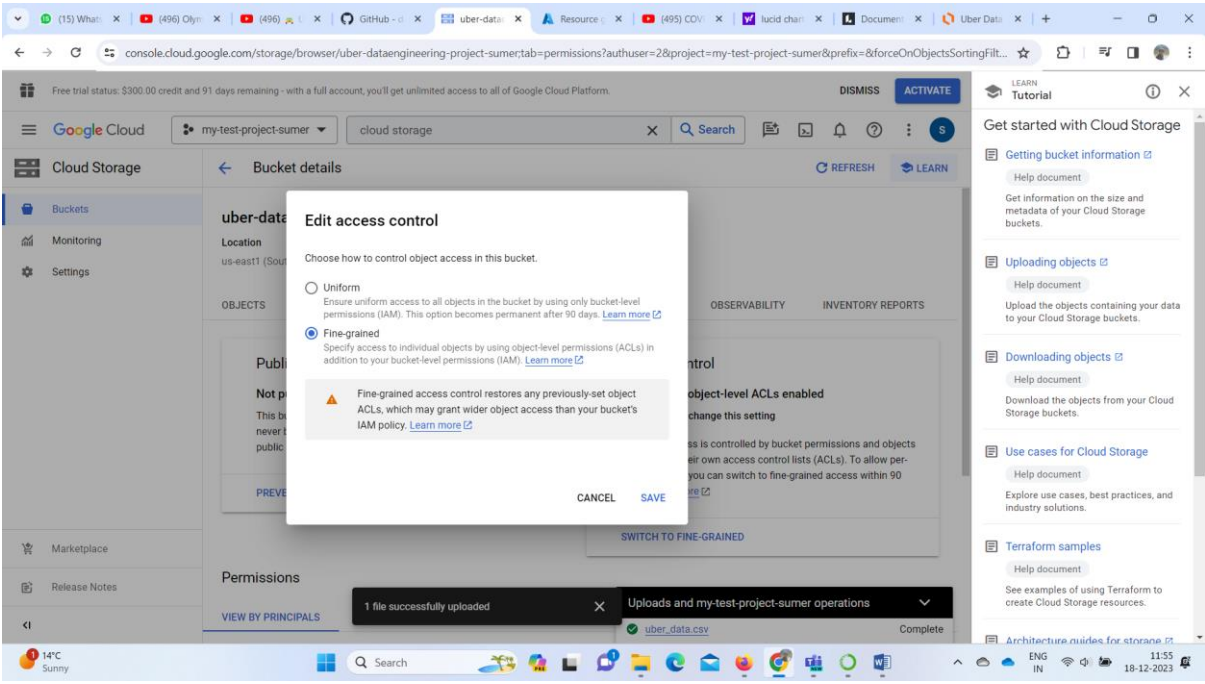 (15) What
(496) Olyn
(496)
GitHub - o
uber-data
Resource g
(495) COVI
lucid chart
Document
Uber Data
console.cloud.google.com/storage/browser/uber-dataengineering-project-sumer;tab=permissions?authuser=2&project=my-test-project-sumer&prefix=&forceOnObjectsSortingFilt...
Free trial status: $300.00 credit and 91 days remaining - with a full account, you'll get unlimited access to all of Google Cloud Platform.
DISMISS
ACTIVATE
Google Cloud
my-test-project-sumer
cloud storage
Search
S
Cloud Storage
Bucket details
REFRESH
LEARN
Buckets
Monitoring
Settings
Marketplace
Release Notes
uber-data
Location
us-east1 (Sout
OBJECTS
OBSERVABILITY
INVENTORY REPORTS
Publi
Not p
This bu
never b
public
PREVE
ntrol
object-level ACLs enabled
change this setting
ss is controlled by bucket permissions and objects
eir own access control lists (ACLs). To allow per-
you can switch to fine-grained access within 90
re
SWITCH TO FINE-GRAINED
Edit access control
Choose how to control object access in this bucket.
Uniform
Ensure uniform access to all objects in the bucket by using only bucket-level
permissions (IAM). This option becomes permanent after 90 days. Learn more
Fine-grained
Specify access to individual objects by using object-level permissions (ACLs) in
addition to your bucket-level permissions (IAM). Learn more
Fine-grained access control restores any previously-set object
ACLs, which may grant wider object access than your bucket's
IAM policy. Learn more
CANCEL
SAVE
Permissions
VIEW BY PRINCIPALS
1 file successfully uploaded
Uploads and my-test-project-sumer operations
uber_data.csv
Complete
LEARN
Tutorial
Get started with Cloud Storage
Getting bucket information
Help document
Get information on the size and
metadata of your Cloud Storage
buckets.
Uploading objects
Help document
Upload the objects containing your data
to your Cloud Storage buckets.
Downloading objects
Help document
Download the objects from your Cloud
Storage buckets.
Use cases for Cloud Storage
Help document
Explore use cases, best practices, and
industry solutions.
Terraform samples
Help document
See examples of using Terraform to
create Cloud Storage resources.
Architecture guides for storage
1
14°C
Sunny
Search
ENG
IN
11:55
18-12-2023